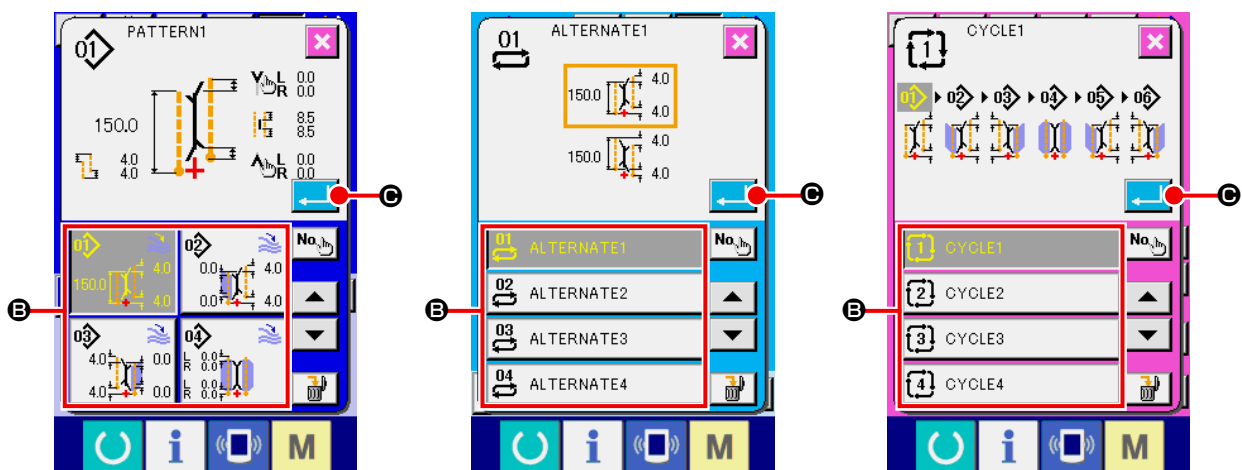 01 PATTERN1
L 0.0
R 0.0
150.0
8.5
8.5
4.0
4.0
L 0.0
R 0.0
C
B
01
150.0
4.0
4.0
02
0.0
4.0
0.0
4.0
No.
03
4.0
0.0
4.0
0.0
04
L 0.0
R 0.0
L 0.0
R 0.0
i
M
01 ALTERNATE1
150.0
4.0
4.0
150.0
4.0
4.0
C
B
01 ALTERNATE1
No.
02 ALTERNATE2
03 ALTERNATE3
04 ALTERNATE4
i
M
1 CYCLE1
01 02 03 04 05 06
C
B
1 CYCLE1
No.
2 CYCLE2
3 CYCLE3
4 CYCLE4
i
M